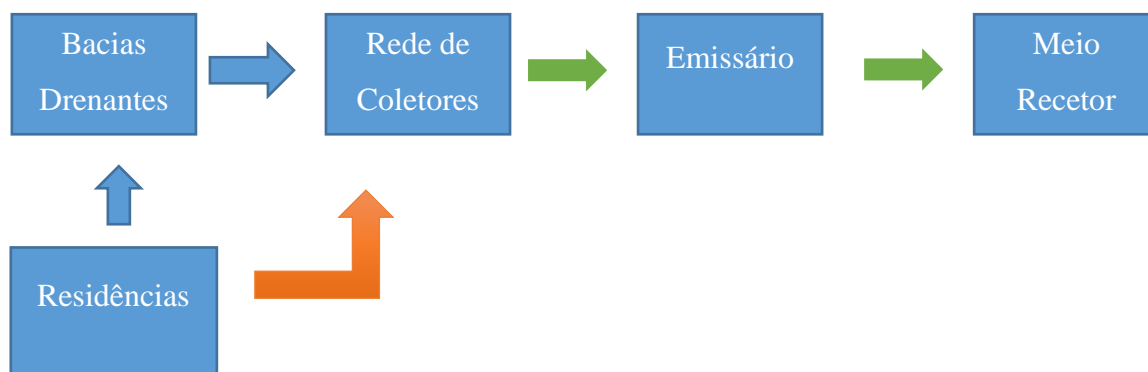 Bacias
Drenantes
Rede de
Coletores
Emissário
Meio
Recetor
Residências